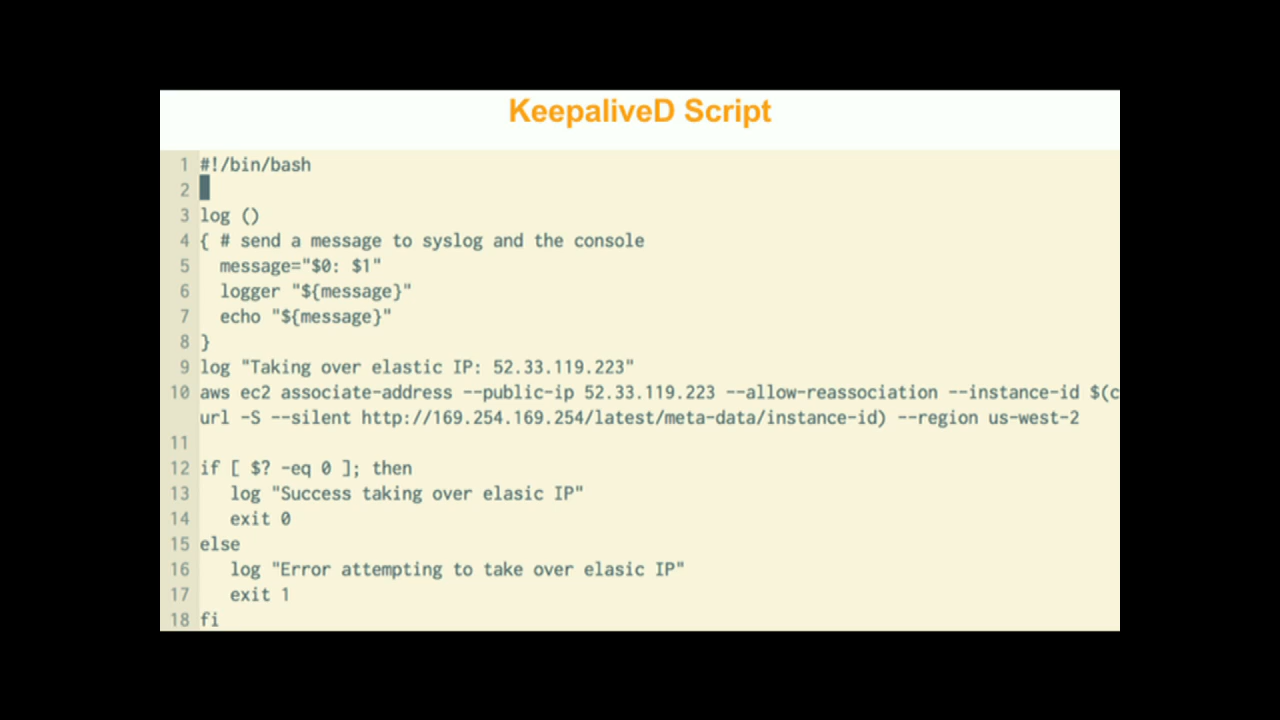 KeepaliveD Script
1 #!/bin/bash
2
3 log ()
4 { # send a message to syslog and the console
5 message="$0: $1"
6 logger "${message}"
7 echo "${message}"
8 }
9 log "Taking over elastic IP: 52.33.119.223"
10 aws ec2 associate-address --public-ip 52.33.119.223 --allow-reassociation --instance-id $(c
url -S --silent http://169.254.169.254/latest/meta-data/instance-id) --region us-west-2
11
12 if [ $? -eq 0 ]; then
13 log "Success taking over elasic IP"
14 exit 0
15 else
16 log "Error attempting to take over elasic IP"
17 exit 1
18 fi